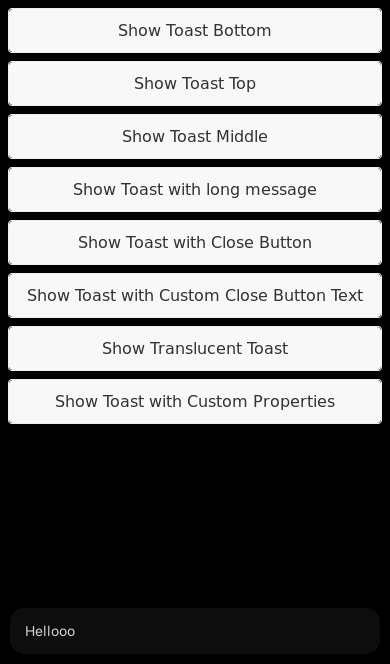 Show Toast Bottom
Show Toast Top
Show Toast Middle
Show Toast with long message
Show Toast with Close Button
Show Toast with Custom Close Button Text
Show Translucent Toast
Show Toast with Custom Properties
Hellooo